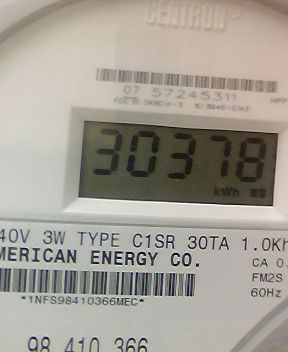 CENTRON®
07 57245311
30378
kWh
40V 3W TYPE C1SR 30TA 1.0Kh
MERICAN ENERGY CO.
CA 0.
FM2S
60Hz
*1NFS98410366MEC*
98 410 366